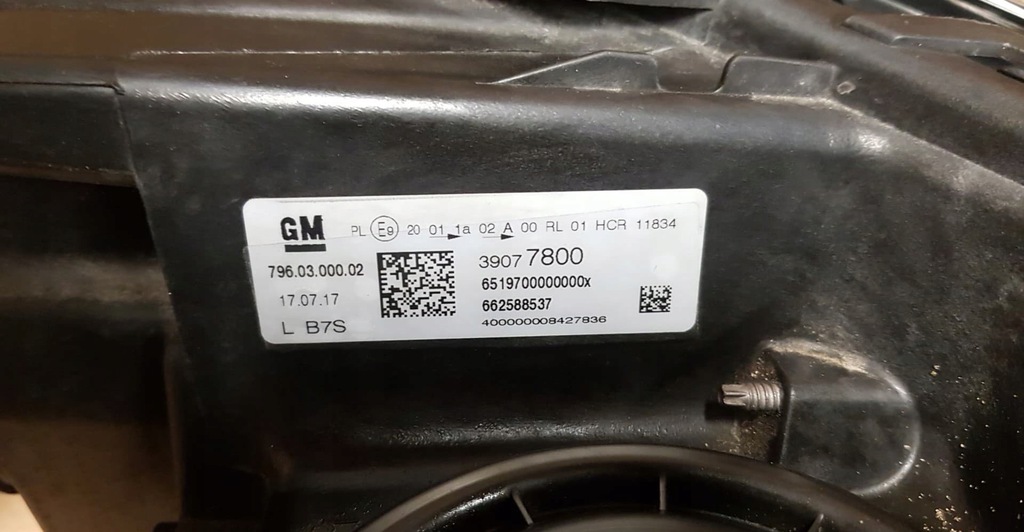 GM
PL E9 20 01 1a 02 A 00 RL 01 HCR 11834
796.03.000.02
39077800
6519700000000x
17.07.17
662588537
L B7S
400000008427836